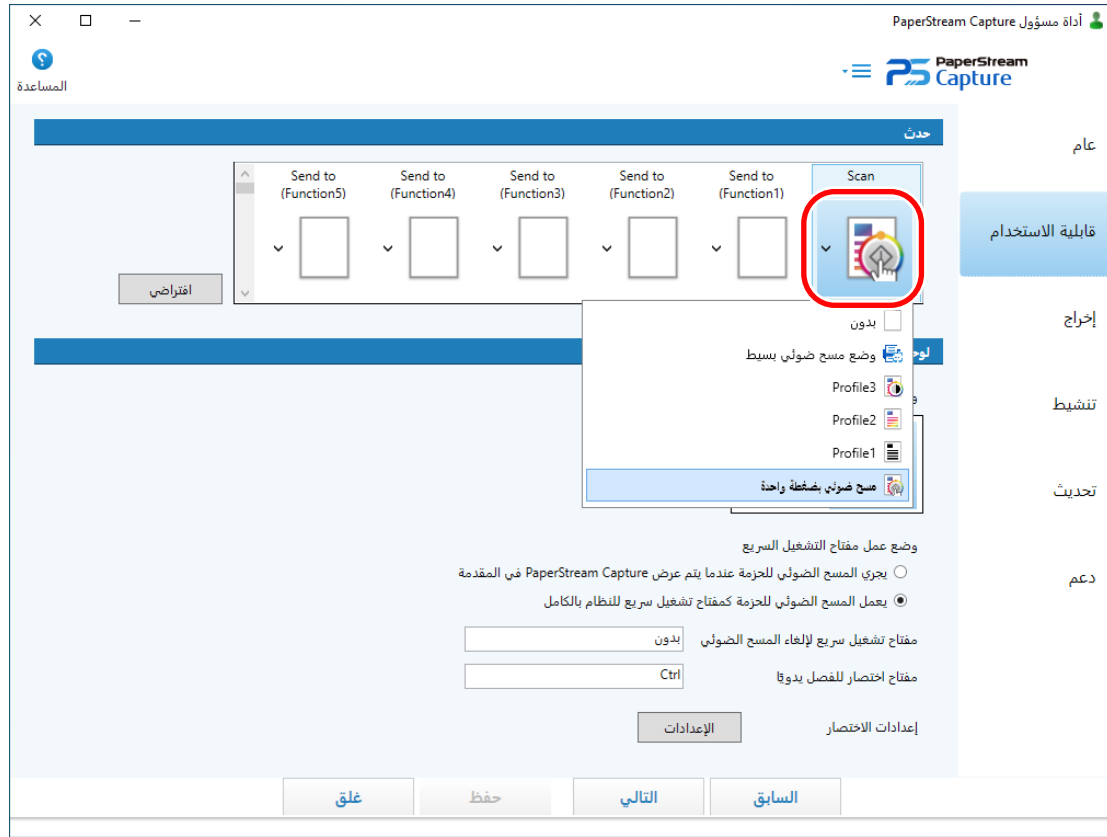 أداة مسؤول PaperStream Capture
PaperStream
Capture
المساعدة
عام
قابلية الاستخدام
إخراج
تنشيط
تحديث
دعم
حدث
Scan
Send to
(Function1)
Send to
(Function2)
Send to
(Function3)
Send to
(Function4)
Send to
(Function5)
افتراضي
بدون
وضع مسح ضوئي بسيط
Profile3
Profile2
Profile1
مسح ضوئي بضغطة واحدة
وضع عمل مفتاح التشغيل السريع
يجري المسح الضوئي للحزمة عندما يتم عرض PaperStream Capture في المقدمة
يعمل المسح الضوئي للحزمة كمفتاح تشغيل سريع للنظام بالكامل
مفتاح تشغيل سريع لإلغاء المسح الضوئي
بدون
مفتاح اختصار للفصل يدويًا
Ctrl
إعدادات الاختصار
الإعدادات
السابق
التالي
حفظ
غلق